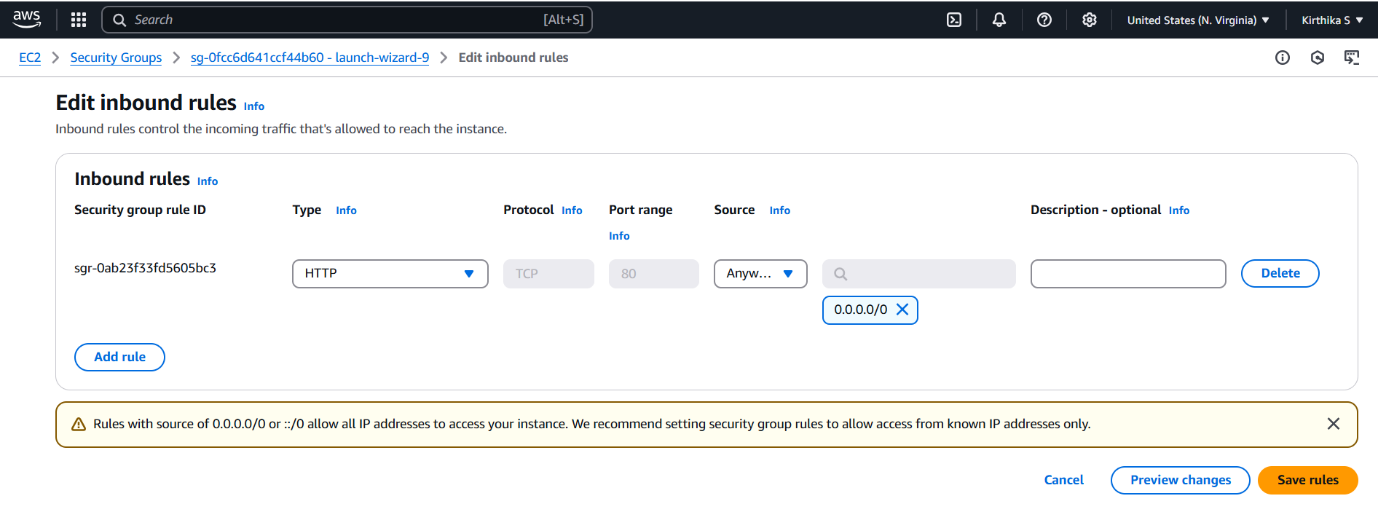 aws Search [Alt+S] United States (N. Virginia) Kirthika S
EC2 > Security Groups > sg-0fcc6d641ccf44b60 - launch-wizard-9 > Edit inbound rules
Edit inbound rules Info
Inbound rules control the incoming traffic that's allowed to reach the instance.
Inbound rules Info
Security group rule ID Type Info Protocol Info Port range Source Info Description - optional Info
Info
sgr-0ab23f33fd5605bc3 HTTP TCP 80 Anyw... Delete
0.0.0.0/0
Add rule
Rules with source of 0.0.0.0/0 or ::/0 allow all IP addresses to access your instance. We recommend setting security group rules to allow access from known IP addresses only.
Cancel Preview changes Save rules